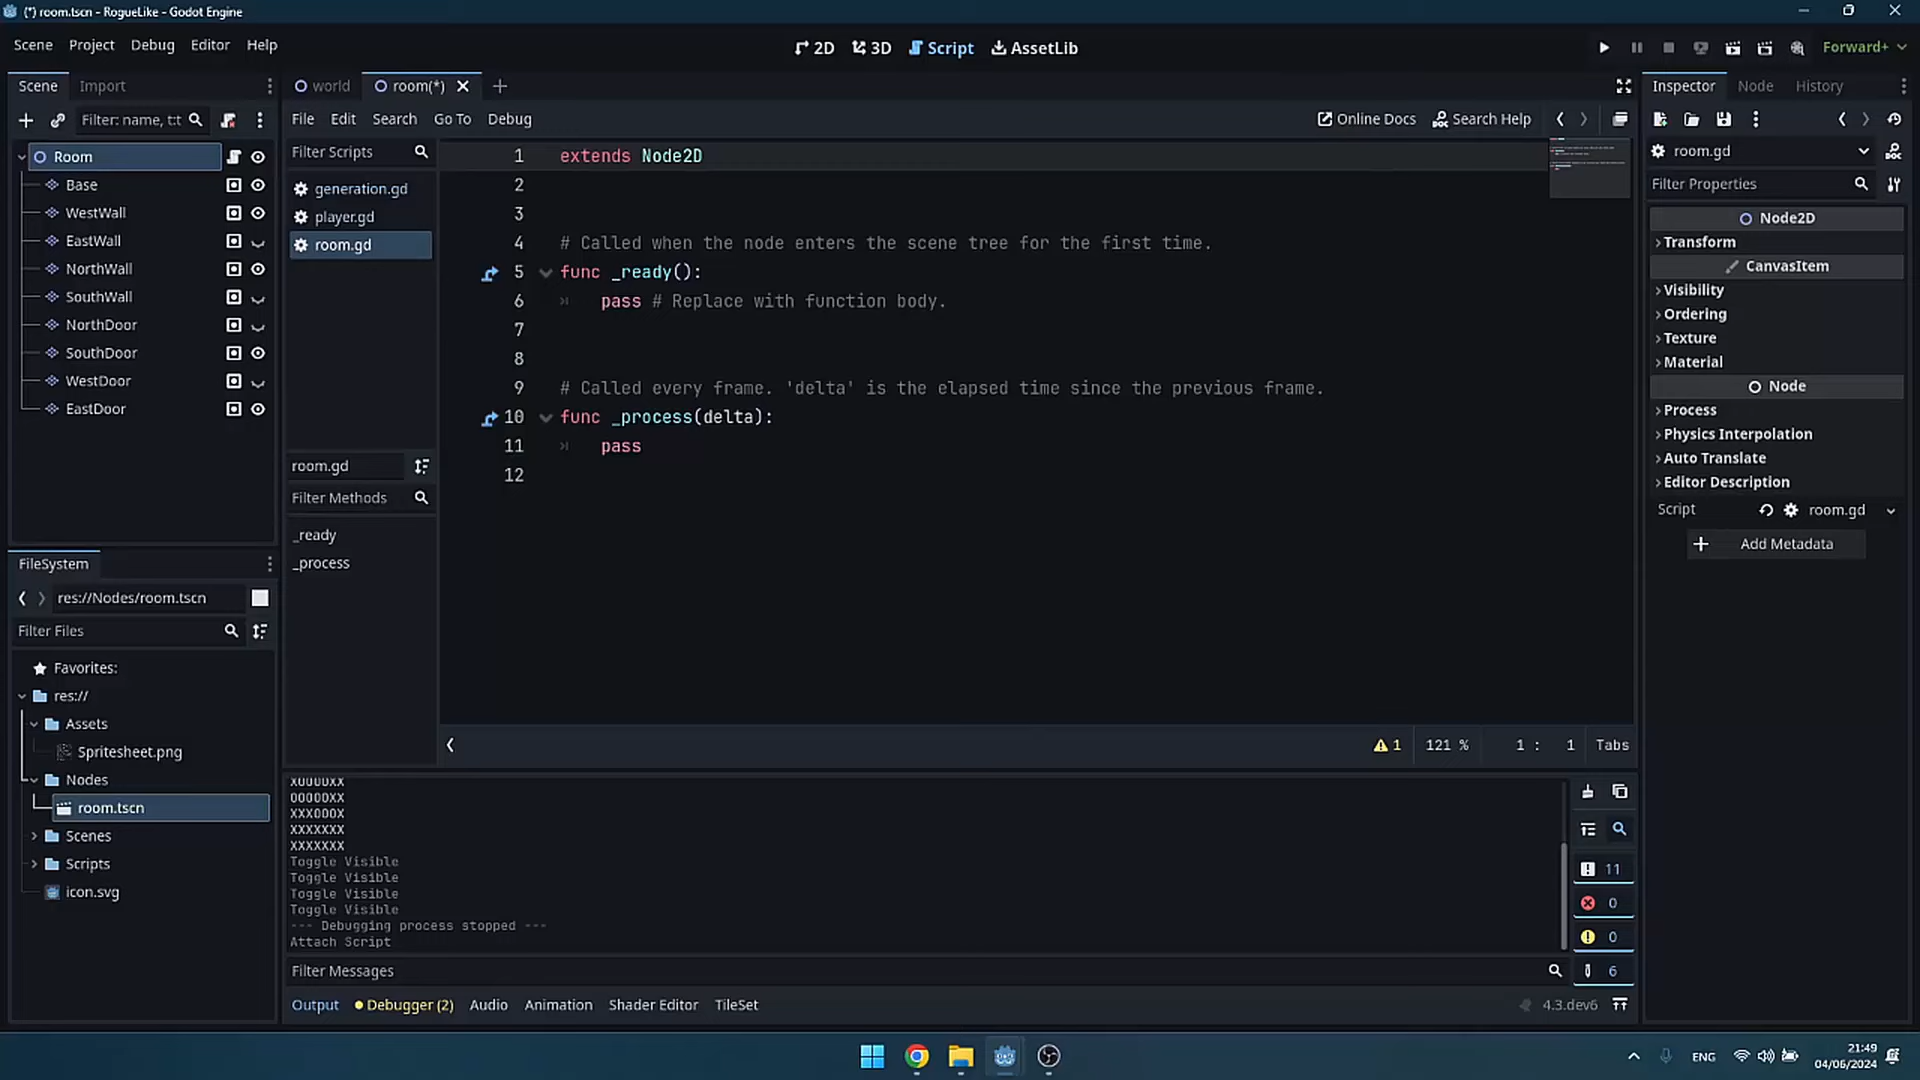 (*) room.tscn - RogueLike - Godot Engine
Scene Project Debug Editor Help
2D 3D Script AssetLib
Forward+
Scene Import
world room(*)
Inspector Node History
Filter: name, t:t
File Edit Search Go To Debug
Online Docs Search Help
Room
Base
WestWall
EastWall
NorthWall
SouthWall
NorthDoor
SouthDoor
WestDoor
EastDoor
Filter Scripts
generation.gd
player.gd
room.gd
room.gd
Filter Methods
_ready
_process
1 extends Node2D
2
3
4 # Called when the node enters the scene tree for the first time.
5 func _ready():
6 pass # Replace with function body.
7
8
9 # Called every frame. 'delta' is the elapsed time since the previous frame.
10 func _process(delta):
11 pass
12
1 121 % 1 : 1 Tabs
room.gd
Filter Properties
Node2D
Transform
CanvasItem
Visibility
Ordering
Texture
Material
Node
Process
Physics Interpolation
Auto Translate
Editor Description
Script room.gd
Add Metadata
FileSystem
res://Nodes/room.tscn
Filter Files
Favorites:
res://
Assets
Spritesheet.png
Nodes
room.tscn
Scenes
Scripts
icon.svg
XOOOOXX
OOOOOXX
XXXOOOX
XXXXXXX
XXXXXXX
Toggle Visible
Toggle Visible
Toggle Visible
Toggle Visible
--- Debugging process stopped ---
Attach Script
11
0
0
6
Filter Messages
Output Debugger (2) Audio Animation Shader Editor TileSet
4.3.dev6
ENG
21:49
04/06/2024